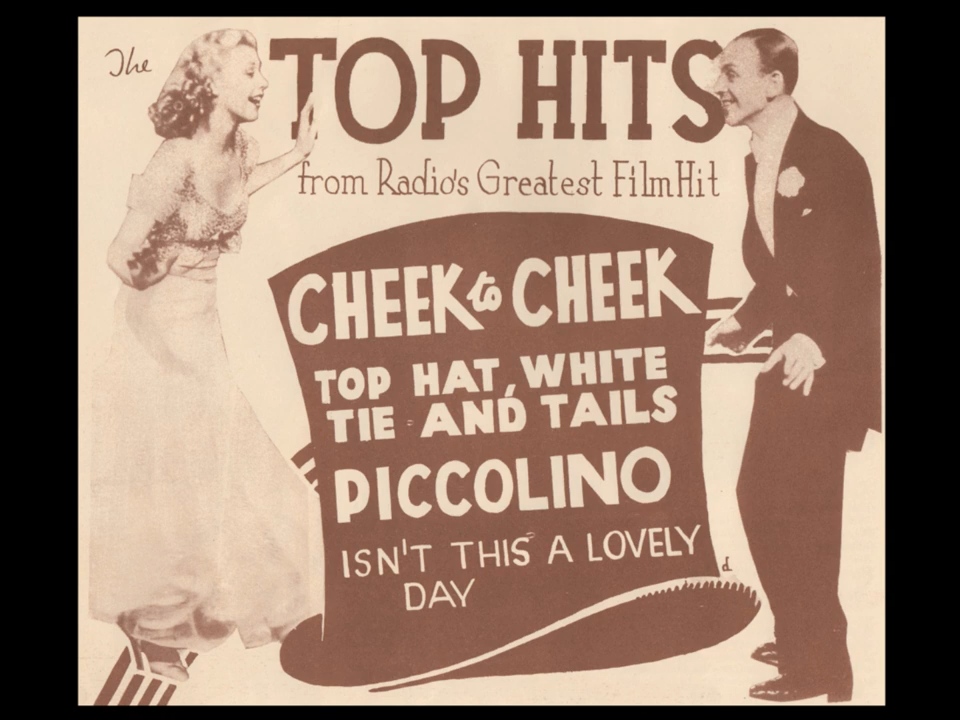 The TOP HITS
from Radio's Greatest Film Hit
CHEEK to CHEEK
TOP HAT, WHITE
TIE AND TAILS
PICCOLINO
ISN'T THIS A LOVELY
DAY